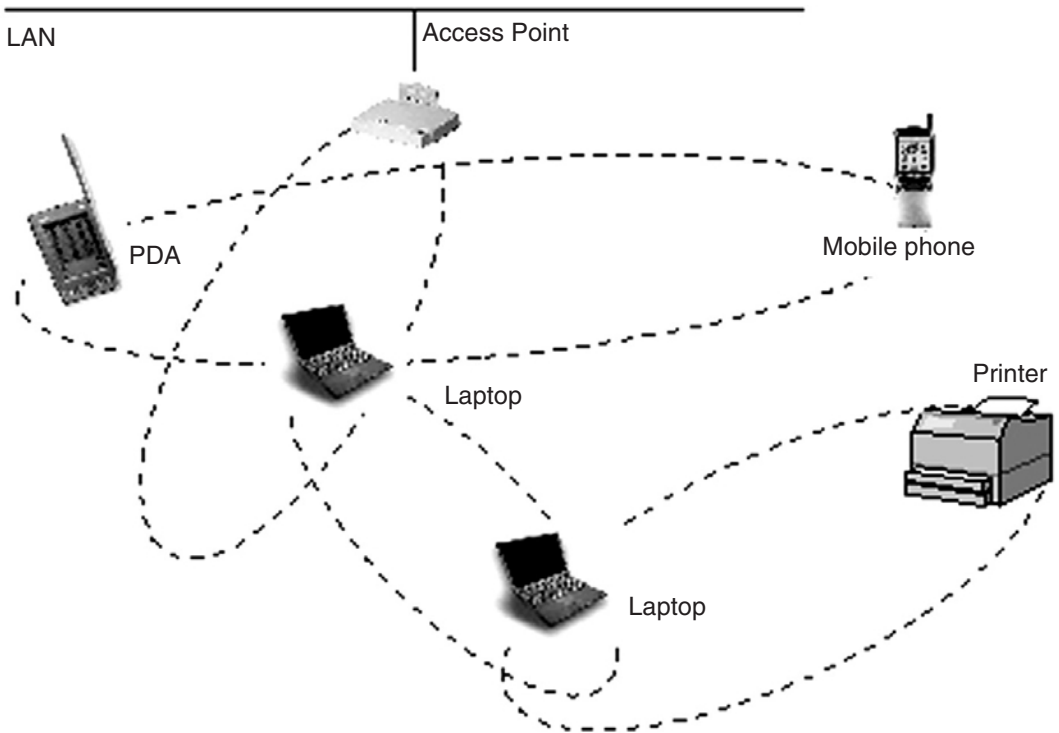 LAN
Access Point
PDA
Mobile phone
Laptop
Printer
Laptop